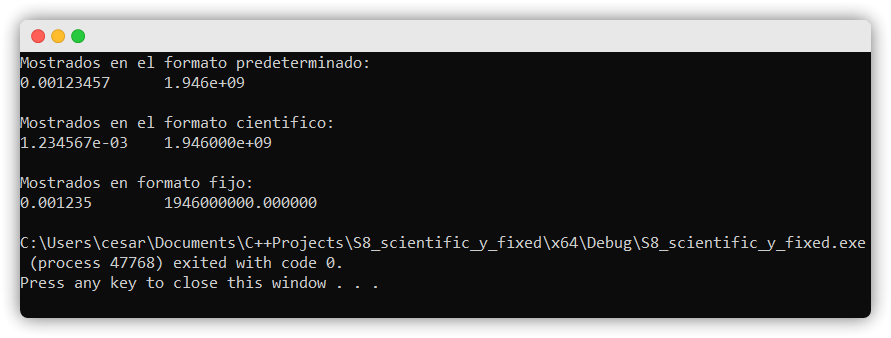 Mostrados en el formato predeterminado:
0.00123457      1.946e+09
Mostrados en el formato cientifico:
1.234567e-03    1.946000e+09
Mostrados en formato fijo:
0.001235        1946000000.000000
C:\Users\cesar\Documents\C++Projects\S8_scientific_y_fixed\x64\Debug\S8_scientific_y_fixed.exe
 (process 47768) exited with code 0.
Press any key to close this window . . .